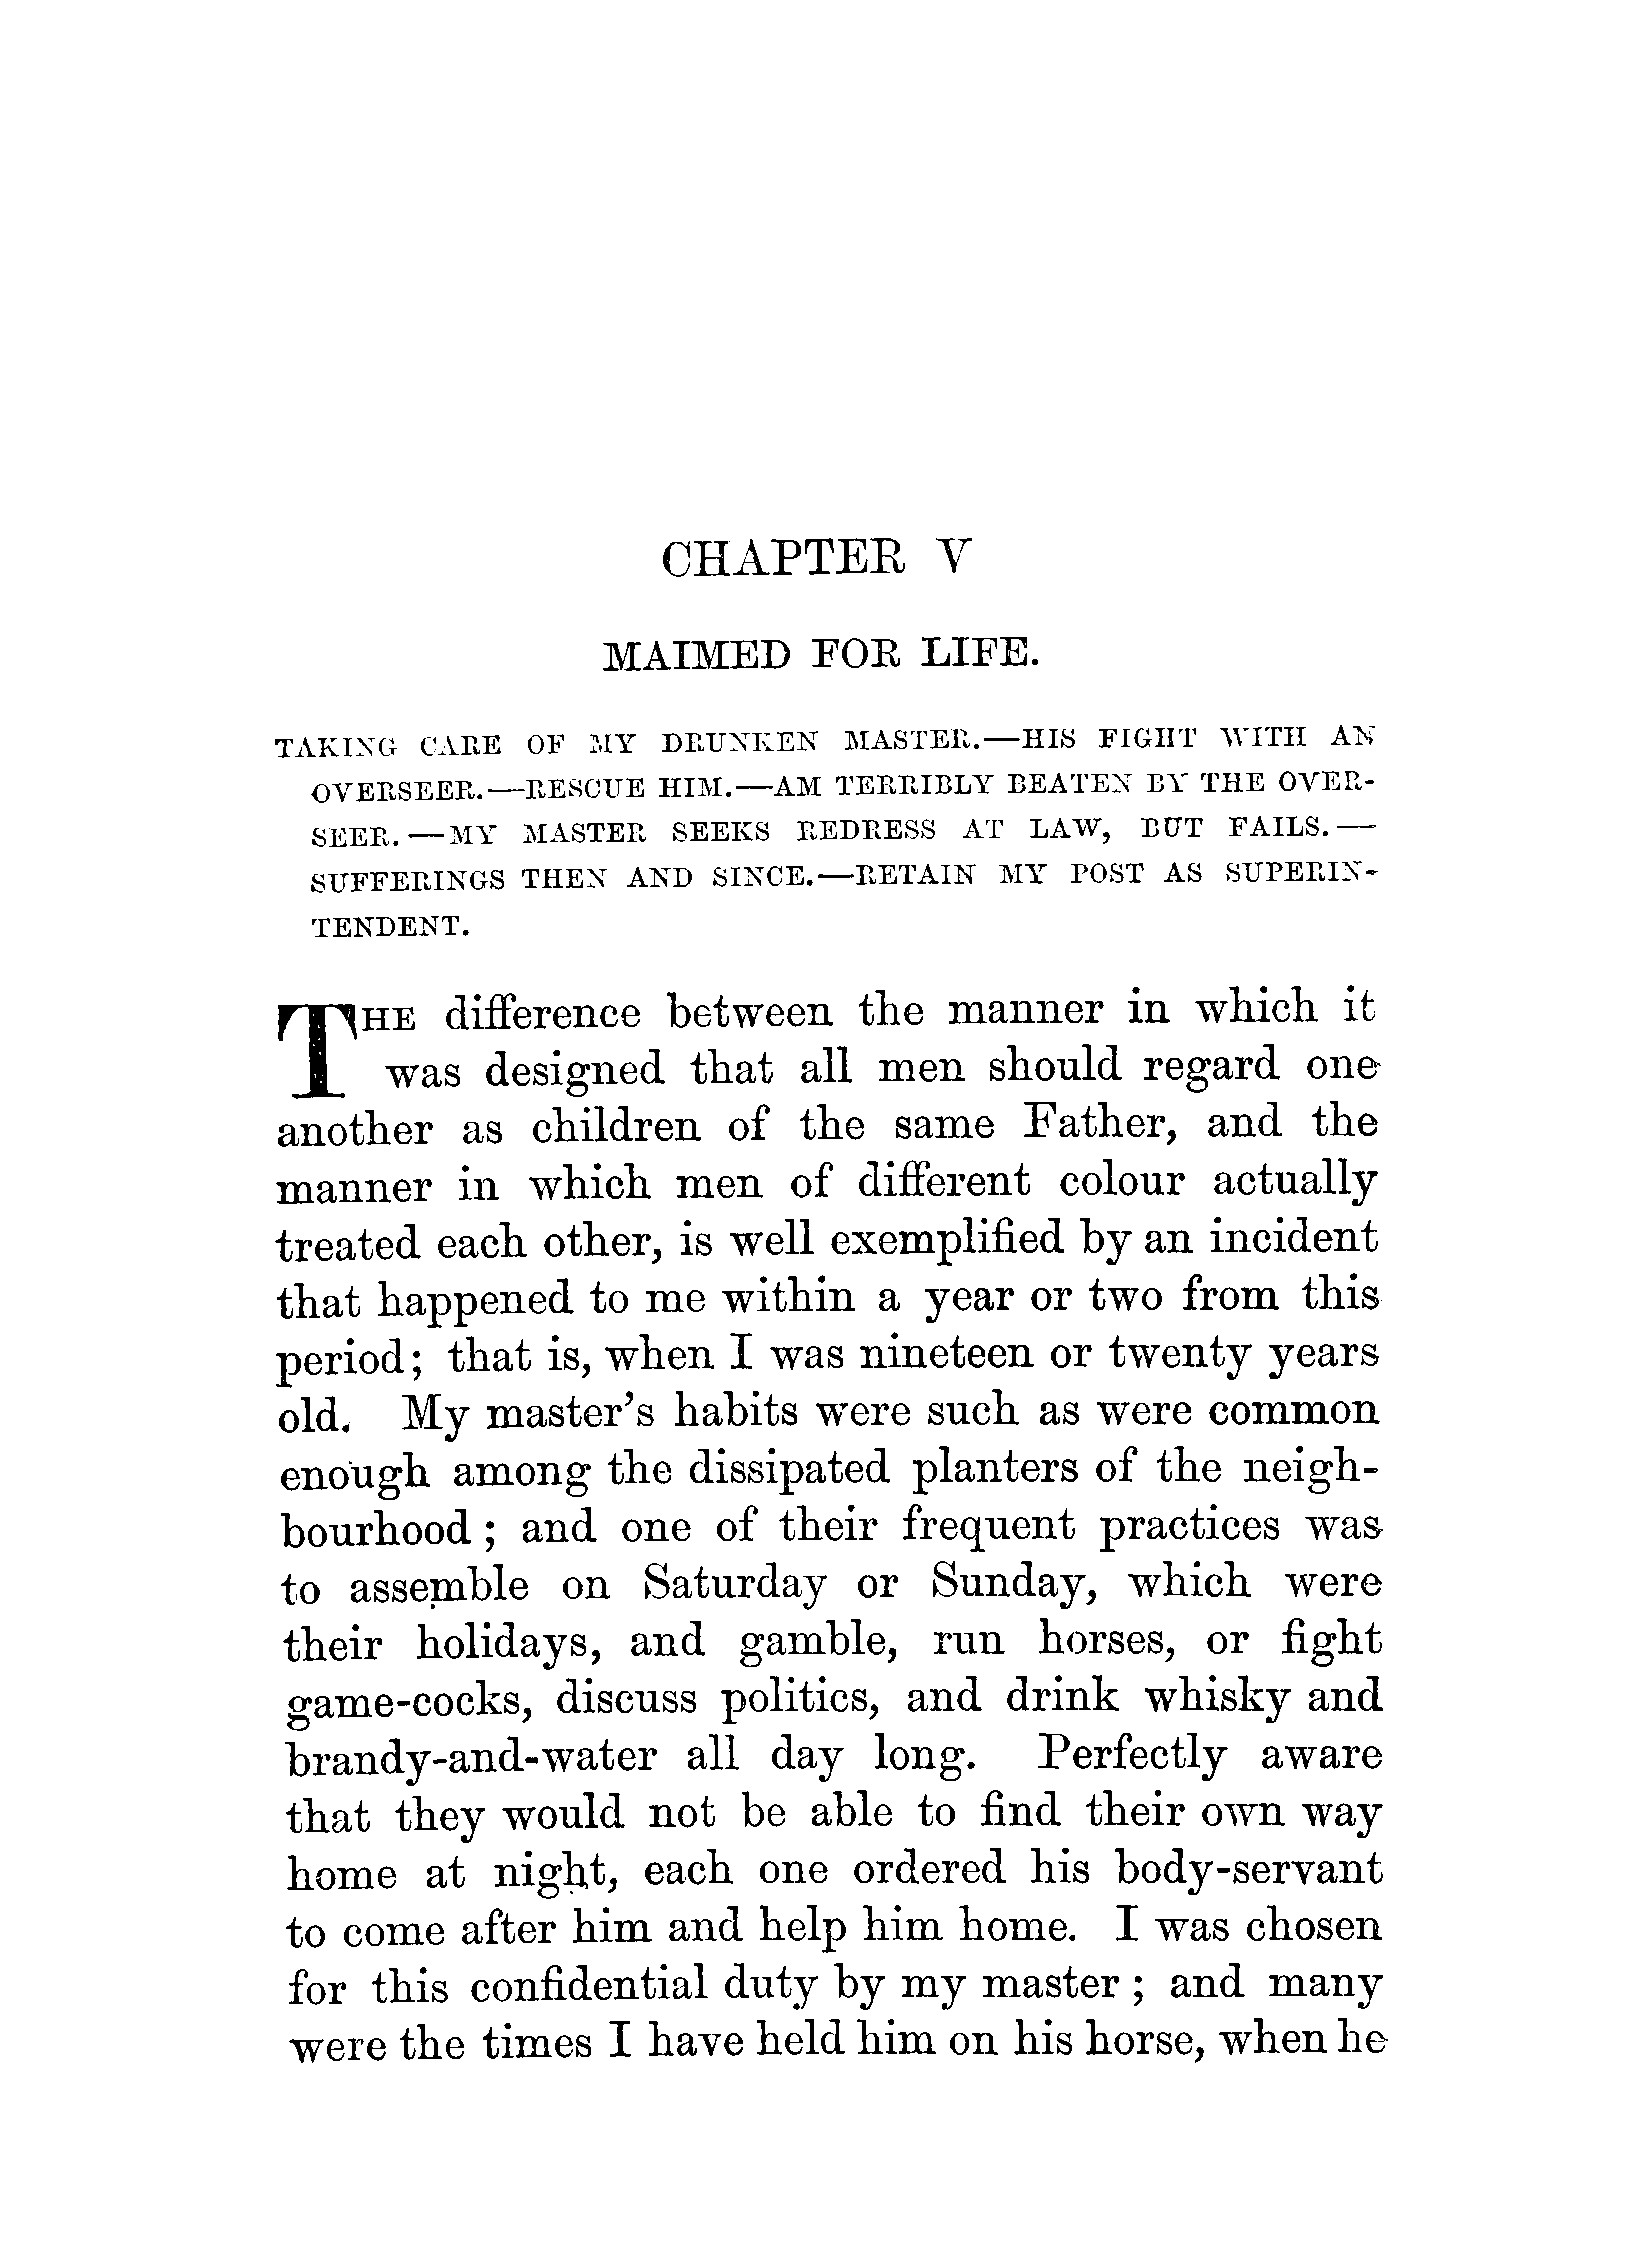 CHAPTER V
MAIMED FOR LIFE.
TAKING CARE OF MY DRUNKEN MASTER.—HIS FIGHT WITH AN
OVERSEER.—RESCUE HIM.—AM TERRIBLY BEATEN BY THE OVER-
SEER.—MY MASTER SEEKS REDRESS AT LAW, BUT FAILS.—
SUFFERINGS THEN AND SINCE.—RETAIN MY POST AS SUPERIN-
TENDENT.
THE difference between the manner in which it
was designed that all men should regard one
another as children of the same Father, and the
manner in which men of different colour actually
treated each other, is well exemplified by an incident
that happened to me within a year or two from this
period; that is, when I was nineteen or twenty years
old. My master's habits were such as were common
enough among the dissipated planters of the neigh-
bourhood; and one of their frequent practices was
to assemble on Saturday or Sunday, which were
their holidays, and gamble, run horses, or fight
game-cocks, discuss politics, and drink whisky and
brandy-and-water all day long. Perfectly aware
that they would not be able to find their own way
home at night, each one ordered his body-servant
to come after him and help him home. I was chosen
for this confidential duty by my master; and many
were the times I have held him on his horse, when he